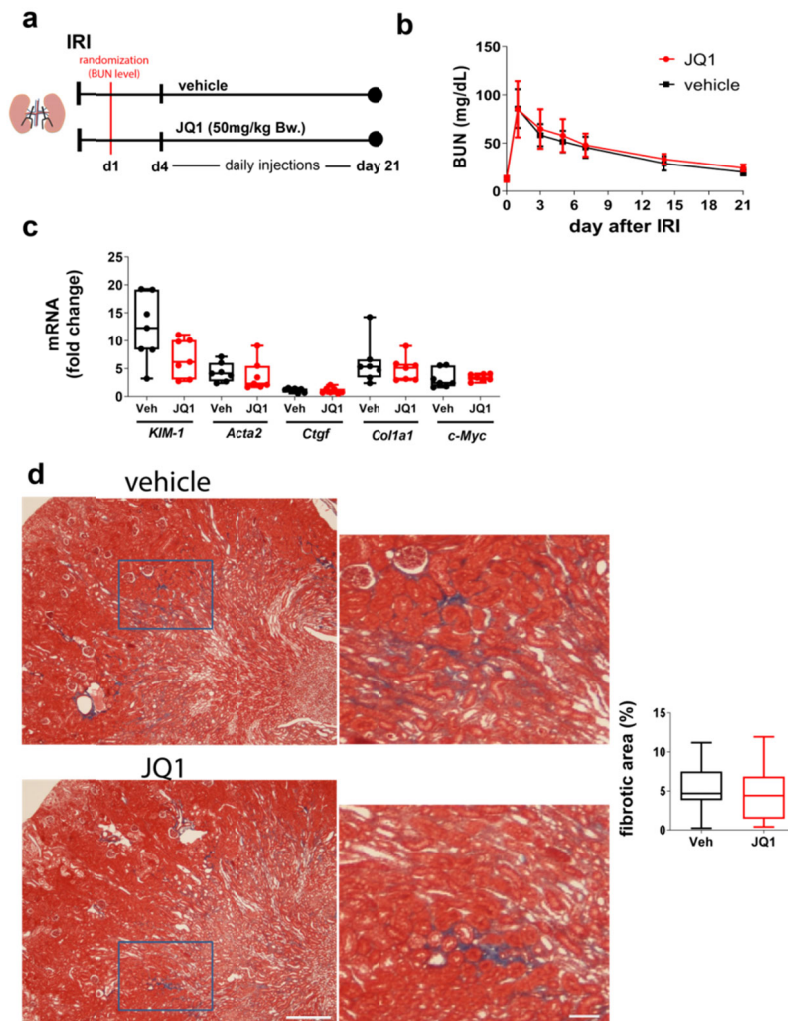 a
IRI
randomization
(BUN level)
vehicle
JQ1 (50mg/kg Bw.)
d1
d4
daily injections
day 21
b
BUN (mg/dL)
150
100
50
0
JQ1
vehicle
0 3 6 9 12 15 18 21
day after IRI
c
mRNA
(fold change)
25
20
15
10
5
0
Veh JQ1 Veh JQ1 Veh JQ1 Veh JQ1 Veh JQ1
KIM-1 Acta2 Ctgf Col1a1 c-Myc
d
vehicle
JQ1
fibrotic area (%)
15
10
5
0
Veh JQ1